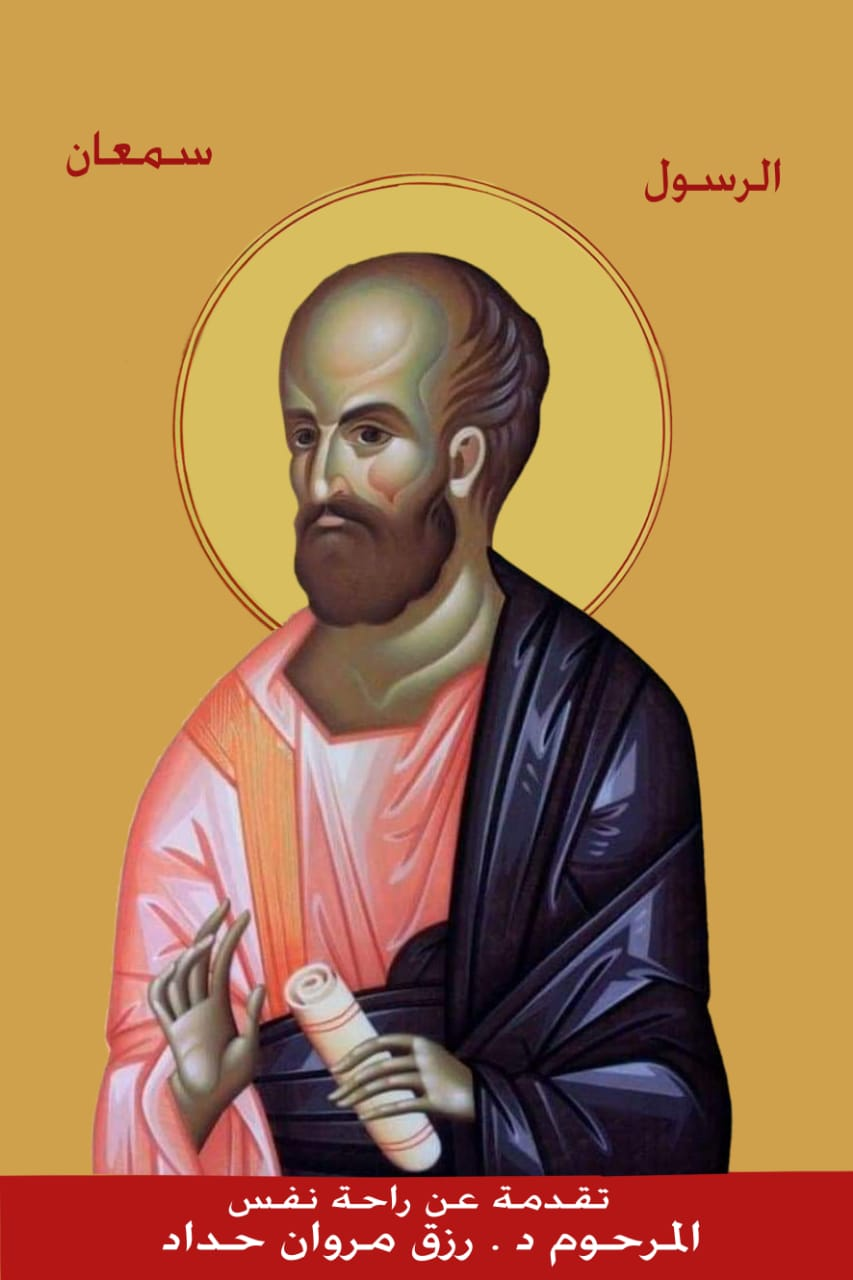 الرسول
سمعان
تقدمة عن راحة نفس
المرحوم د . رزق مروان حداد